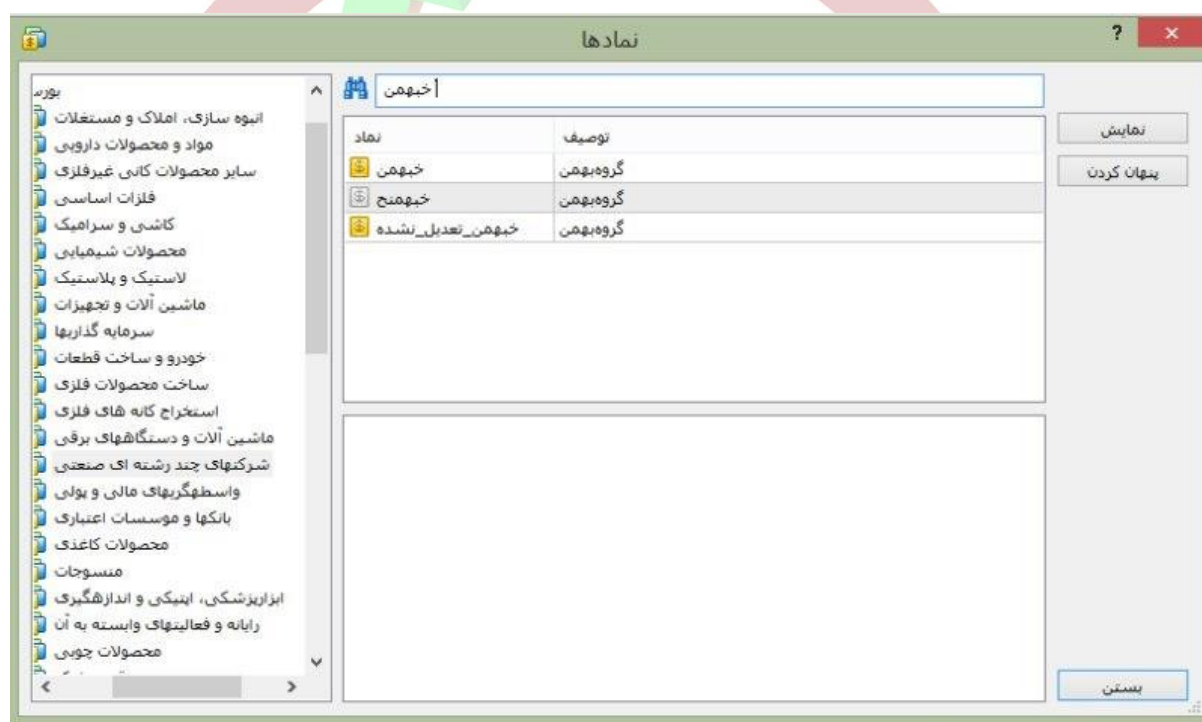 نمادها
?
خبهمن
نماد توصیف
خبهمن گروه‌بهمن
خبهمنح گروه‌بهمن
خبهمن_تعدیل_نشده گروه‌بهمن
نمایش
پنهان کردن
بستن
انبوه سازی، املاک و مستغلات
مواد و محصولات دارویی
سایر محصولات کانی غیرفلزی
فلزات اساسی
کاشی و سرامیک
محصولات شیمیایی
لاستیک و پلاستیک
ماشین آلات و تجهیزات
سرمایه گذاریها
خودرو و ساخت قطعات
ساخت محصولات فلزی
استخراج کانه های فلزی
ماشین آلات و دستگاههای برقی
شرکتهای چند رشته ای صنعتی
واسطهگریهای مالی و پولی
بانکها و موسسات اعتباری
محصولات کاغذی
منسوجات
ابزارپزشکی، اپتیکی و اندازهگیری
رایانه و فعالیتهای وابسته به آن
محصولات چوبی